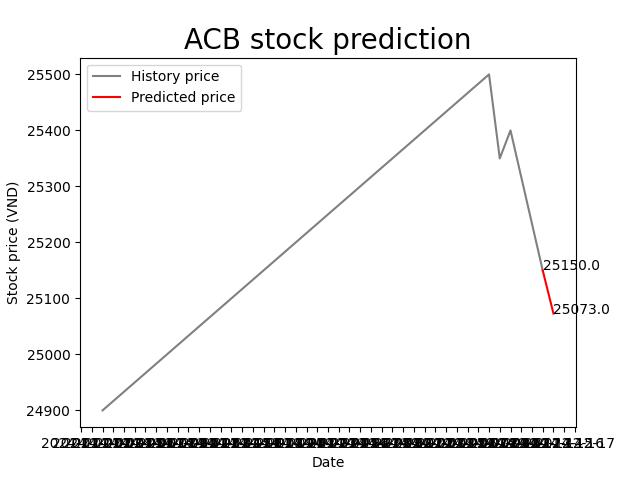 ACB stock prediction
History price
Predicted price
25500
25400
25300
25200
25100
25000
24900
Stock price (VND)
25150.0
25073.0
Date